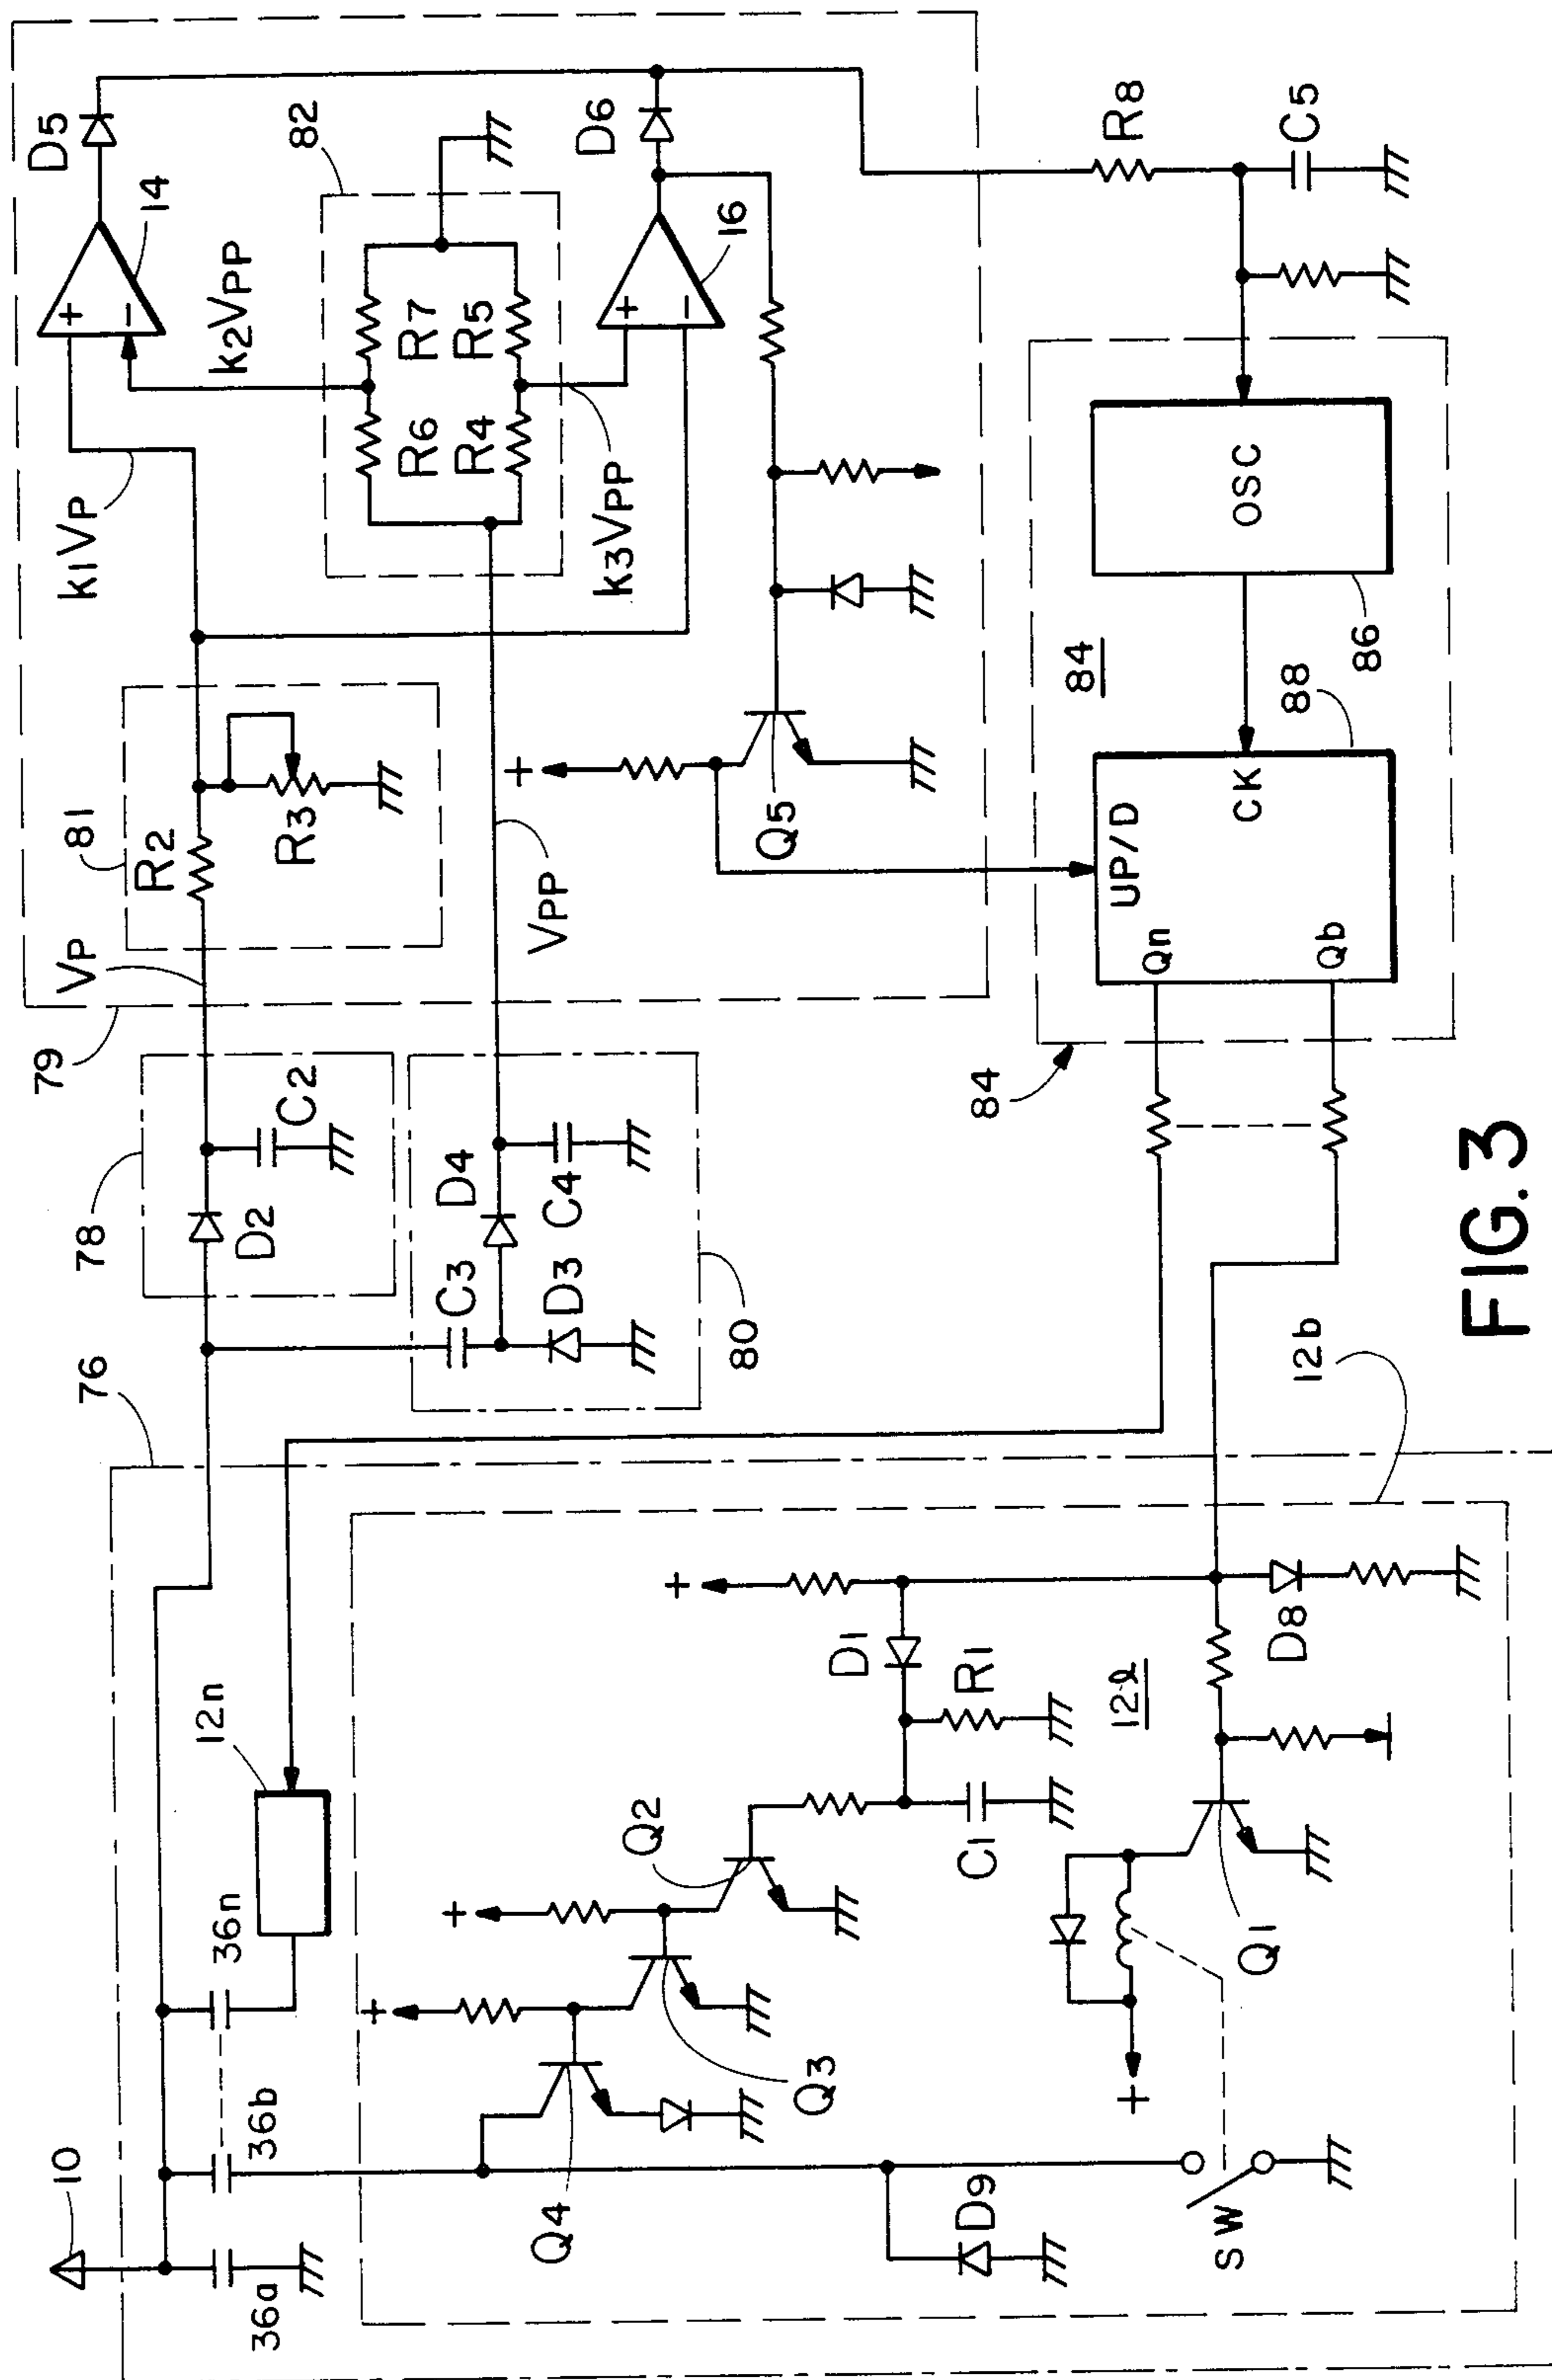 10
36a
36b
36n
12n
76
78
D2
C2
79
VP
81
R2
R3
k1VP
+
−
14
D5
k2VPP
82
R6
R7
R4
R5
k3VPP
+
−
16
D6
C3
D4
D3
C4
80
VPP
+
Q5
R8
C5
84
84
UP/D
Qn
Qb
CK
88
OSC
86
+
+
+
Q4
Q3
Q2
D1
R1
C1
12ℓ
D8
Q1
+
D9
SW
12b
FIG. 3